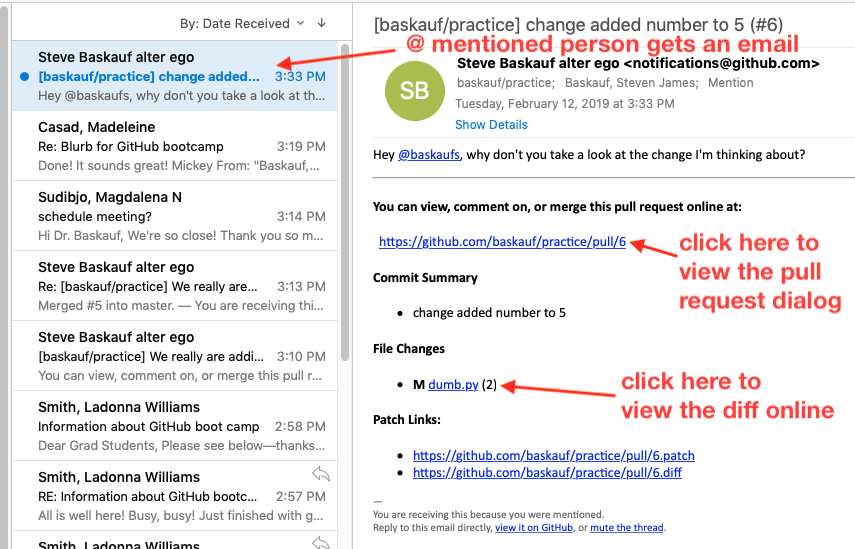 By: Date Received
Steve Baskauf alter ego
[baskauf/practice] change added... 3:33 PM
Hey @baskaufs, why don't you take a look at th...
Casad, Madeleine
Re: Blurb for GitHub bootcamp 3:19 PM
Done! It sounds great! Mickey From: "Baskauf,...
Sudibjo, Magdalena N
schedule meeting? 3:14 PM
Hi Dr. Baskauf, We're so close! Thank you so m...
Steve Baskauf alter ego
Re: [baskauf/practice] We really are... 3:13 PM
Merged #5 into master. — You are receiving thi...
Steve Baskauf alter ego
[baskauf/practice] We really are addi... 3:10 PM
You can view, comment on, or merge this pull r...
Smith, Ladonna Williams
Information about GitHub boot camp 2:58 PM
Dear Grad Students, Please see below—thanks...
Smith, Ladonna Williams
RE: Information about GitHub bootc... 2:57 PM
All is well here! Busy, busy! Just finished with g...
Smith, Ladonna Williams
[baskauf/practice] change added number to 5 (#6)
@ mentioned person gets an email
SB
Steve Baskauf alter ego <notifications@github.com>
baskauf/practice; Baskauf, Steven James; Mention
Tuesday, February 12, 2019 at 3:33 PM
Show Details
Hey @baskaufs, why don't you take a look at the change I'm thinking about?
You can view, comment on, or merge this pull request online at:
https://github.com/baskauf/practice/pull/6
click here to
view the pull
request dialog
Commit Summary
• change added number to 5
File Changes
• M dumb.py (2)
click here to
view the diff online
Patch Links:
• https://github.com/baskauf/practice/pull/6.patch
• https://github.com/baskauf/practice/pull/6.diff
—
You are receiving this because you were mentioned.
Reply to this email directly, view it on GitHub, or mute the thread.